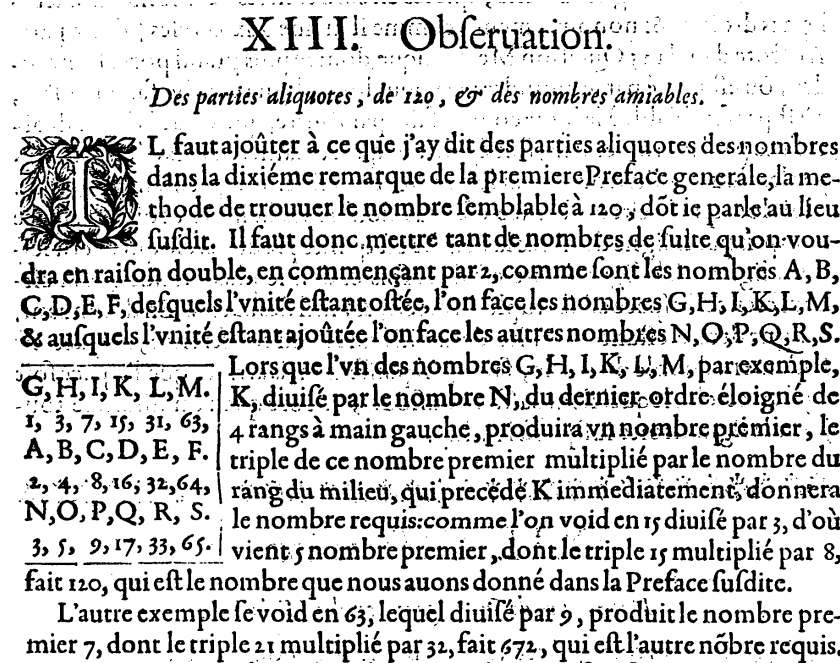 XIII. Obſeruation.
Des parties aliquotes, de 120, & des nombres amiables.
IL faut ajoûter à ce que j'ay dit des parties aliquotes des nombres
dans la dixiéme remarque de la premiere Preface generale, la me-
thode de trouuer le nombre ſemblable à 120, dõt ie parle au lieu
ſuſdit. Il faut donc mettre tant de nombres de ſuite qu'on vou-
dra en raiſon double, en commençant par 2, comme ſont les nombres A, B,
C, D, E, F, deſquels l'vnité eſtant oſtée, l'on face les nombres G, H, I, K, L, M,
& auſquels l'vnité eſtant ajoûtée l'on face les autres nombres N, O, P, Q, R, S.
Lors que l'vn des nombres G, H, I, K, L, M, par exemple,
K, diuiſé par le nombre N, du dernier ordre éloigné de
4 rangs à main gauche, produira vn nombre prémier, le
triple de ce nombre premier multiplié par le nombre du
rang du milieu, qui precéde K immediatement, donnera
le nombre requis: comme l'on void en 15 diuiſé par 3, d'où
vient 5 nombre premier, dont le triple 15 multiplié par 8,
G, H, I, K, L, M.
1, 3, 7, 15, 31, 63,
A, B, C, D, E, F.
2, 4, 8, 16, 32, 64,
N, O, P, Q, R, S.
3, 5, 9, 17, 33, 65.
fait 120, qui eſt le nombre que nous auons donné dans la Preface ſuſdite.
L'autre exemple ſe void en 63, lequel diuiſé par 9, produit le nombre pre-
mier 7, dont le triple 21 multiplié par 32, fait 672, qui eſt l'autre nõbre requis,